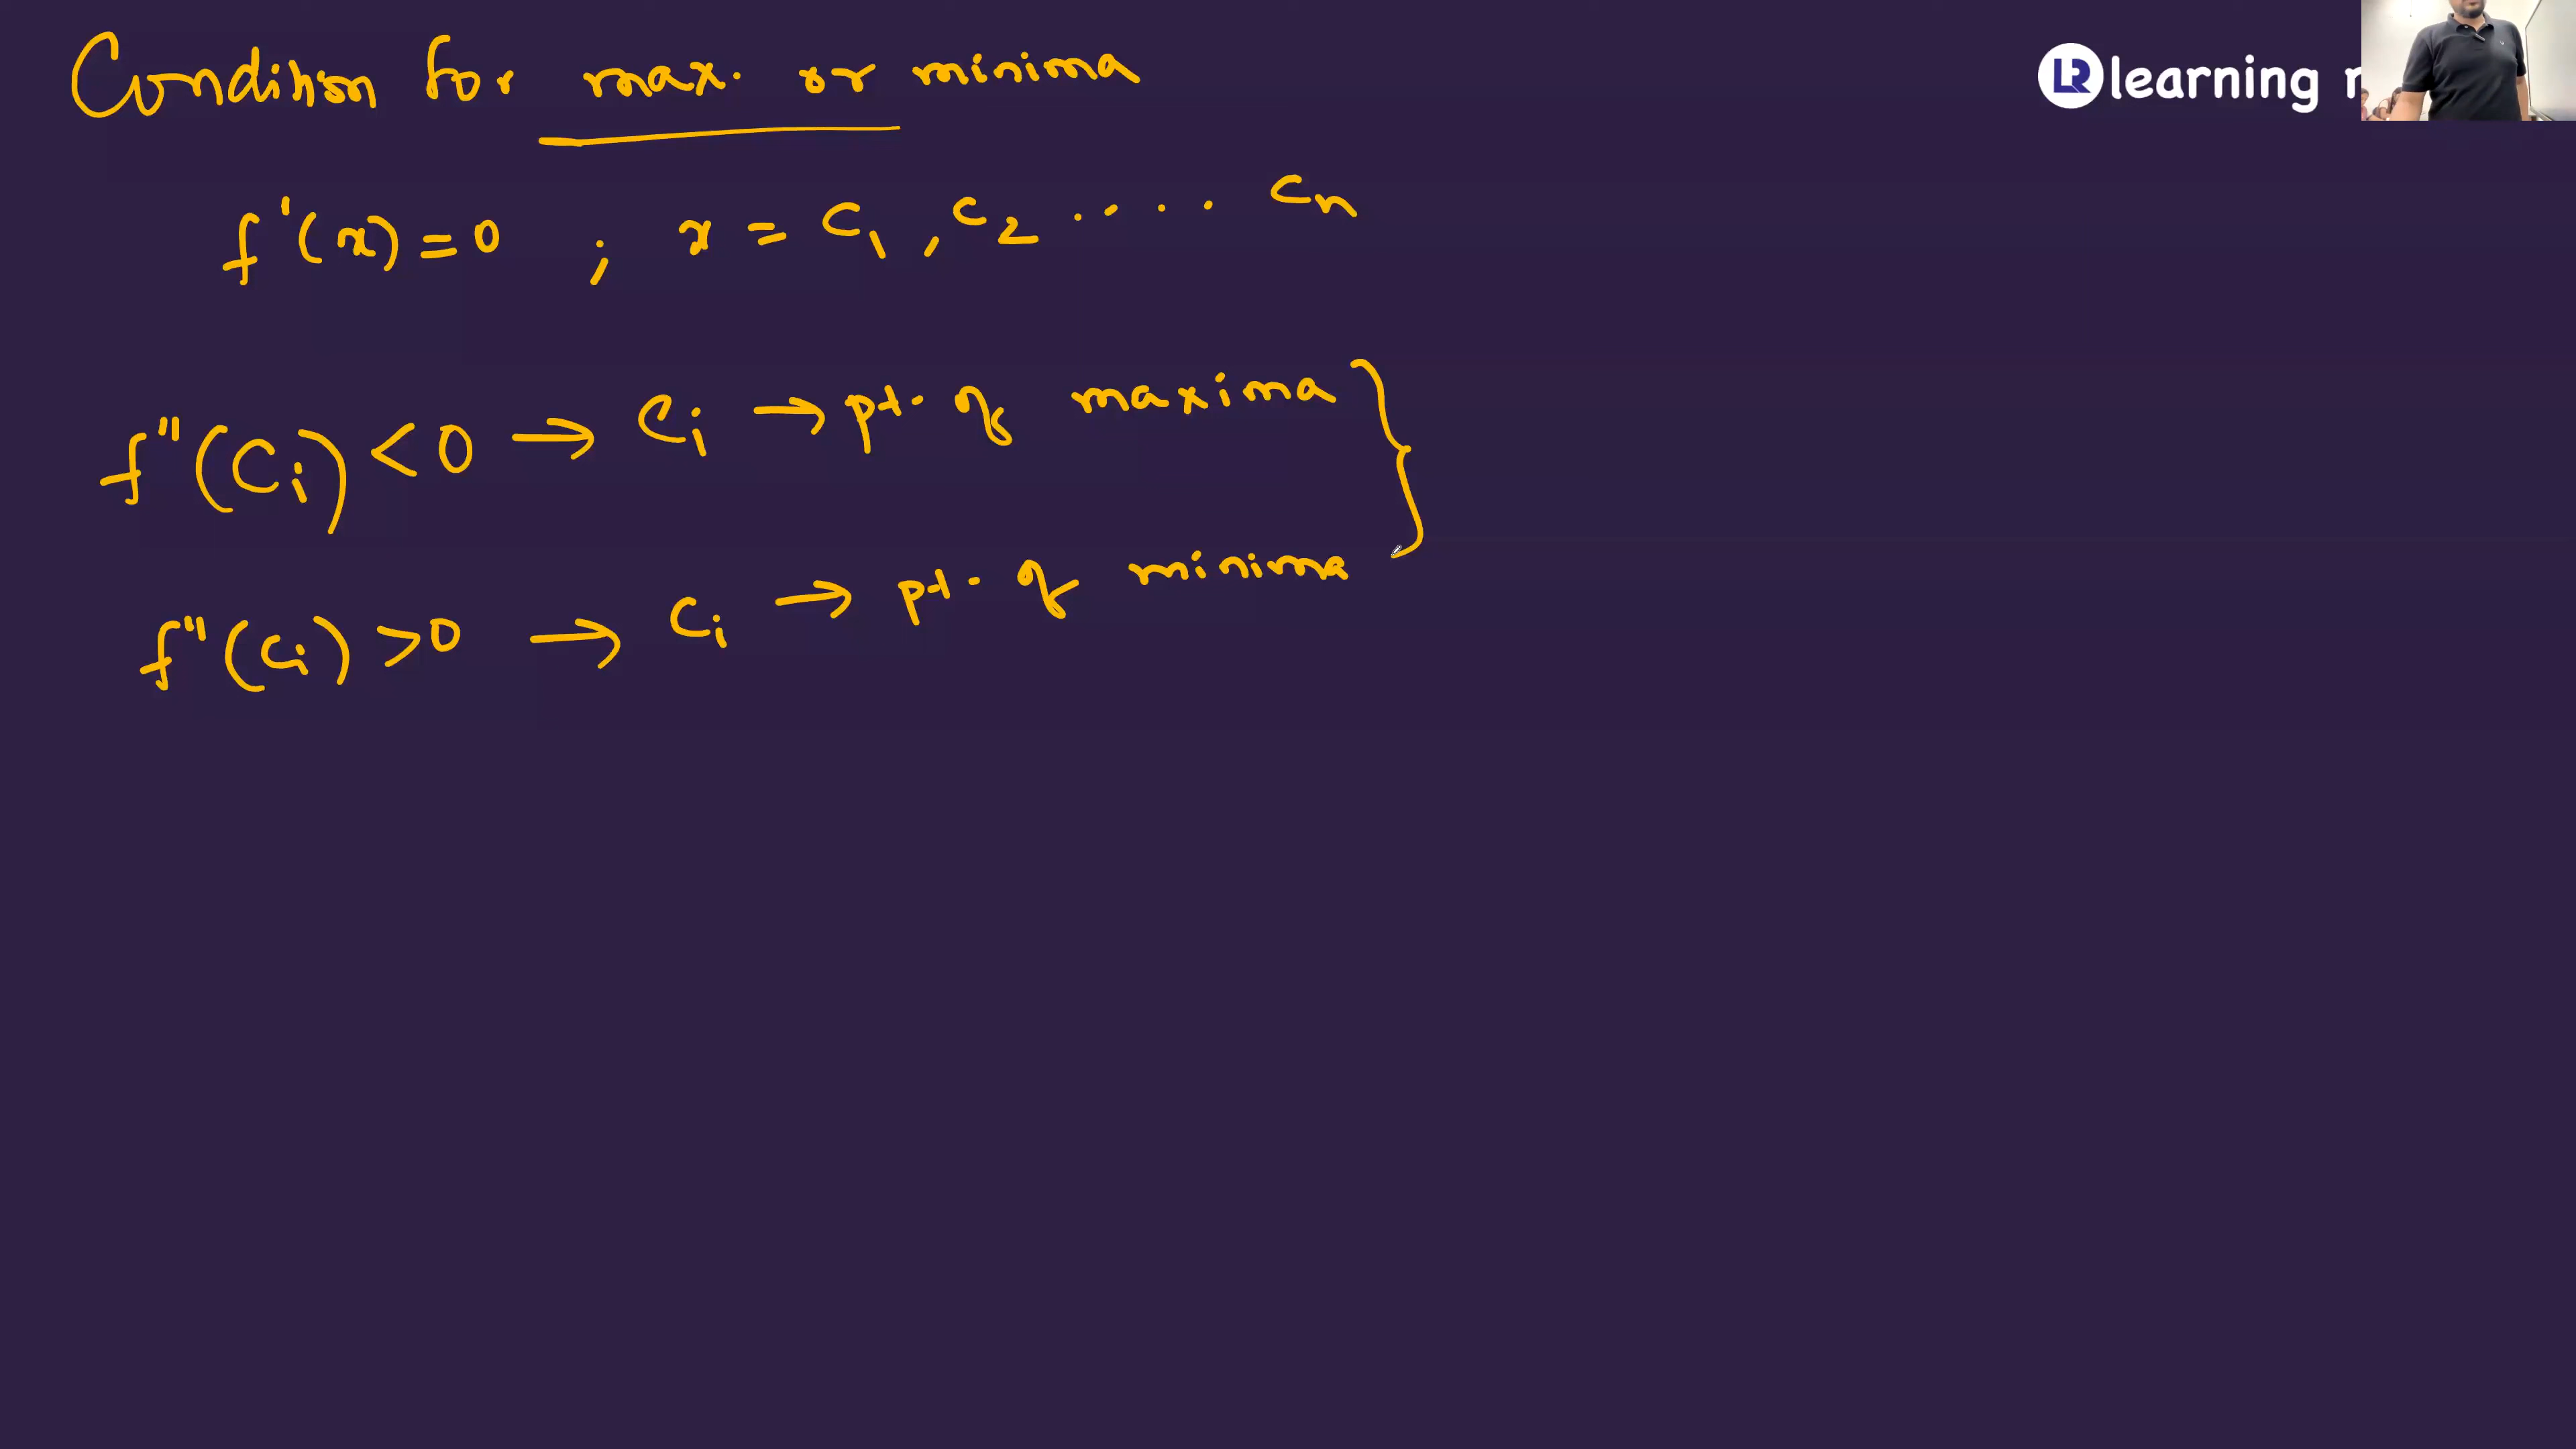 Condition for max. or minima
learning
f'(x) = 0 ; x = C1, C2 ..... Cn
f"(Ci) < 0 → Ci → pt. of maxima
f"(Ci) > 0 → Ci → pt. of minima